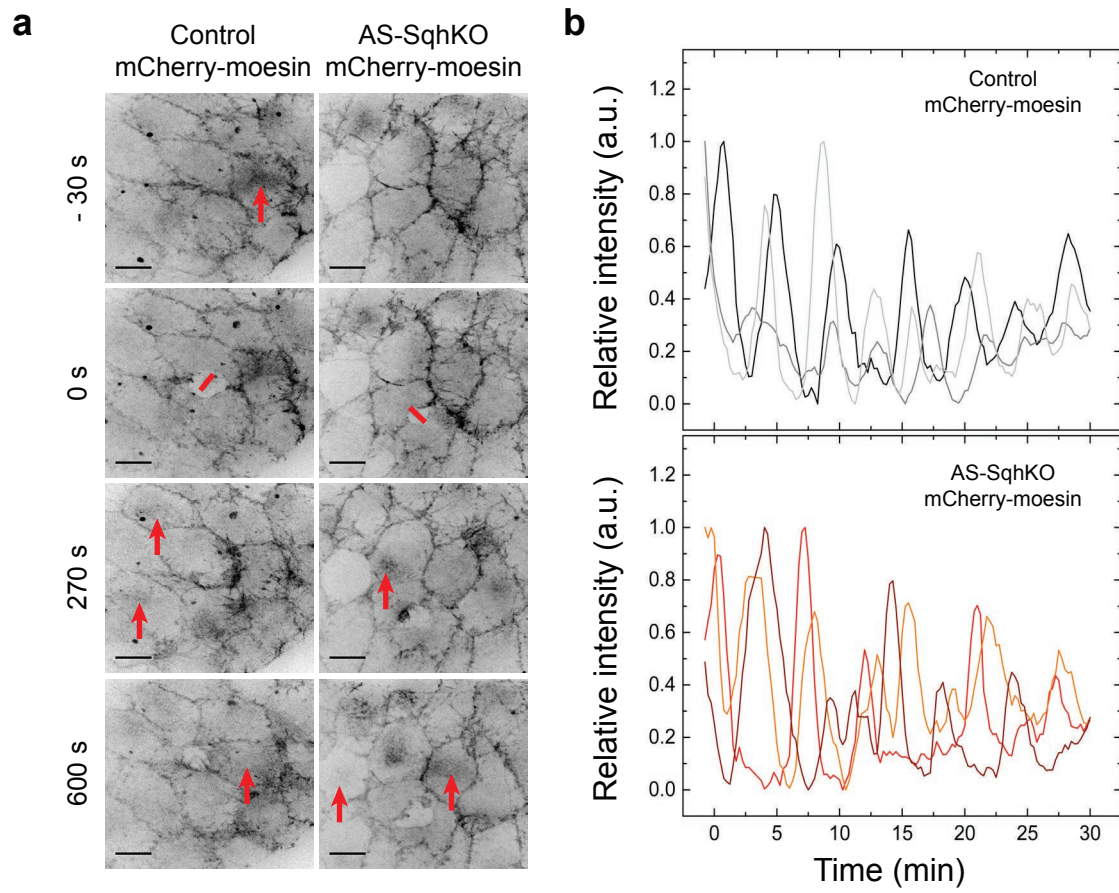 a
Control
mCherry-moesin
AS-SqhKO
mCherry-moesin
- 30 s
0 s
270 s
600 s
b
Relative intensity (a.u.)
1.2
1.0
0.8
0.6
0.4
0.2
0.0
Control
mCherry-moesin
Relative intensity (a.u.)
1.2
1.0
0.8
0.6
0.4
0.2
0.0
AS-SqhKO
mCherry-moesin
0 5 10 15 20 25 30
Time (min)